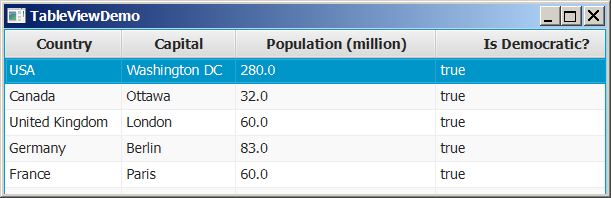 TableViewDemo
Country Capital Population (million) Is Democratic?
USA Washington DC 280.0 true
Canada Ottawa 32.0 true
United Kingdom London 60.0 true
Germany Berlin 83.0 true
France Paris 60.0 true